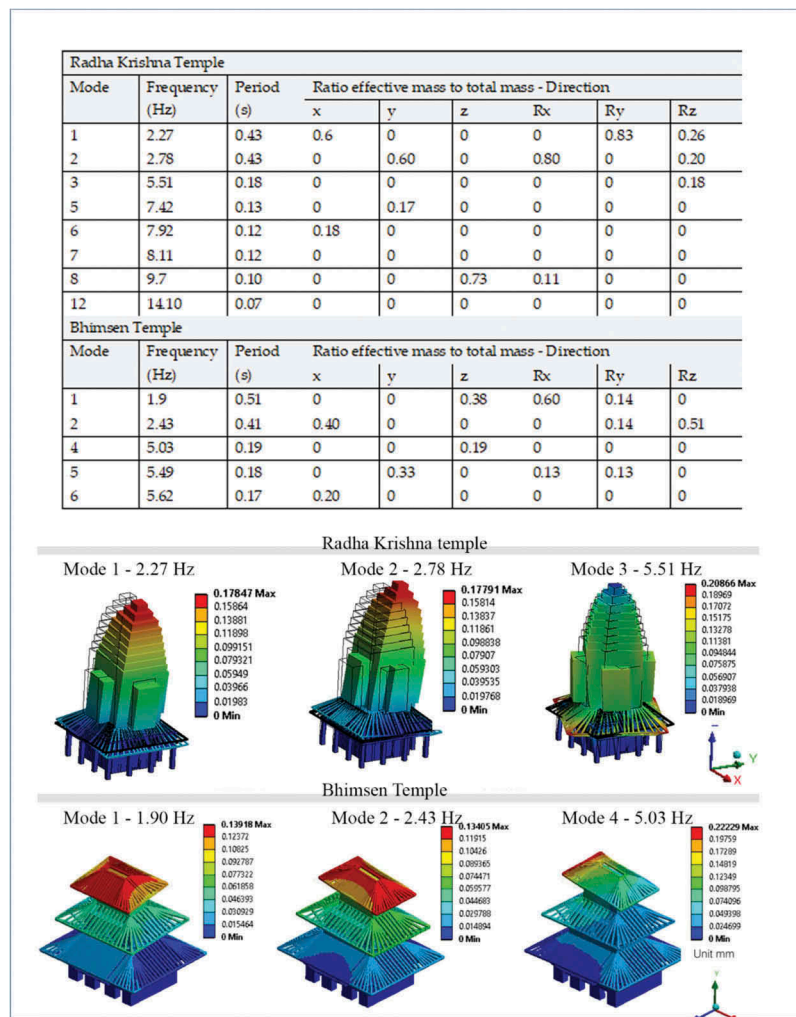 Radha Krishna Temple
Mode Frequency (Hz) Period (s) Ratio effective mass to total mass - Direction
x y z Rx Ry Rz
1 2.27 0.43 0.6 0 0 0 0.83 0.26
2 2.78 0.43 0 0.60 0 0.80 0 0.20
3 5.51 0.18 0 0 0 0 0 0.18
5 7.42 0.13 0 0.17 0 0 0 0
6 7.92 0.12 0.18 0 0 0 0 0
7 8.11 0.12 0 0 0 0 0 0
8 9.7 0.10 0 0 0.73 0.11 0 0
12 14.10 0.07 0 0 0 0 0 0
Bhimsen Temple
Mode Frequency (Hz) Period (s) Ratio effective mass to total mass - Direction
x y z Rx Ry Rz
1 1.9 0.51 0 0 0.38 0.60 0.14 0
2 2.43 0.41 0.40 0 0 0 0.14 0.51
4 5.03 0.19 0 0 0.19 0 0 0
5 5.49 0.18 0 0.33 0 0.13 0.13 0
6 5.62 0.17 0.20 0 0 0 0 0
Radha Krishna temple
Mode 1 - 2.27 Hz
0.17847 Max
0.15864
0.13881
0.11898
0.099151
0.079321
0.05949
0.03966
0.01983
0 Min
Mode 2 - 2.78 Hz
0.17791 Max
0.15814
0.13837
0.11861
0.098838
0.07907
0.059303
0.039535
0.019768
0 Min
Mode 3 - 5.51 Hz
0.20866 Max
0.18969
0.17072
0.15175
0.13278
0.11381
0.094844
0.075875
0.056907
0.037938
0.018969
0 Min
Y
X
Bhimsen Temple
Mode 1 - 1.90 Hz
0.13918 Max
0.12372
0.10825
0.092787
0.077322
0.061858
0.046393
0.030929
0.015464
0 Min
Mode 2 - 2.43 Hz
0.13405 Max
0.11915
0.10426
0.089365
0.074471
0.059577
0.044683
0.029788
0.014894
0 Min
Mode 4 - 5.03 Hz
0.22229 Max
0.19759
0.17289
0.14819
0.12349
0.098795
0.074096
0.049398
0.024699
0 Min
Unit mm
Y